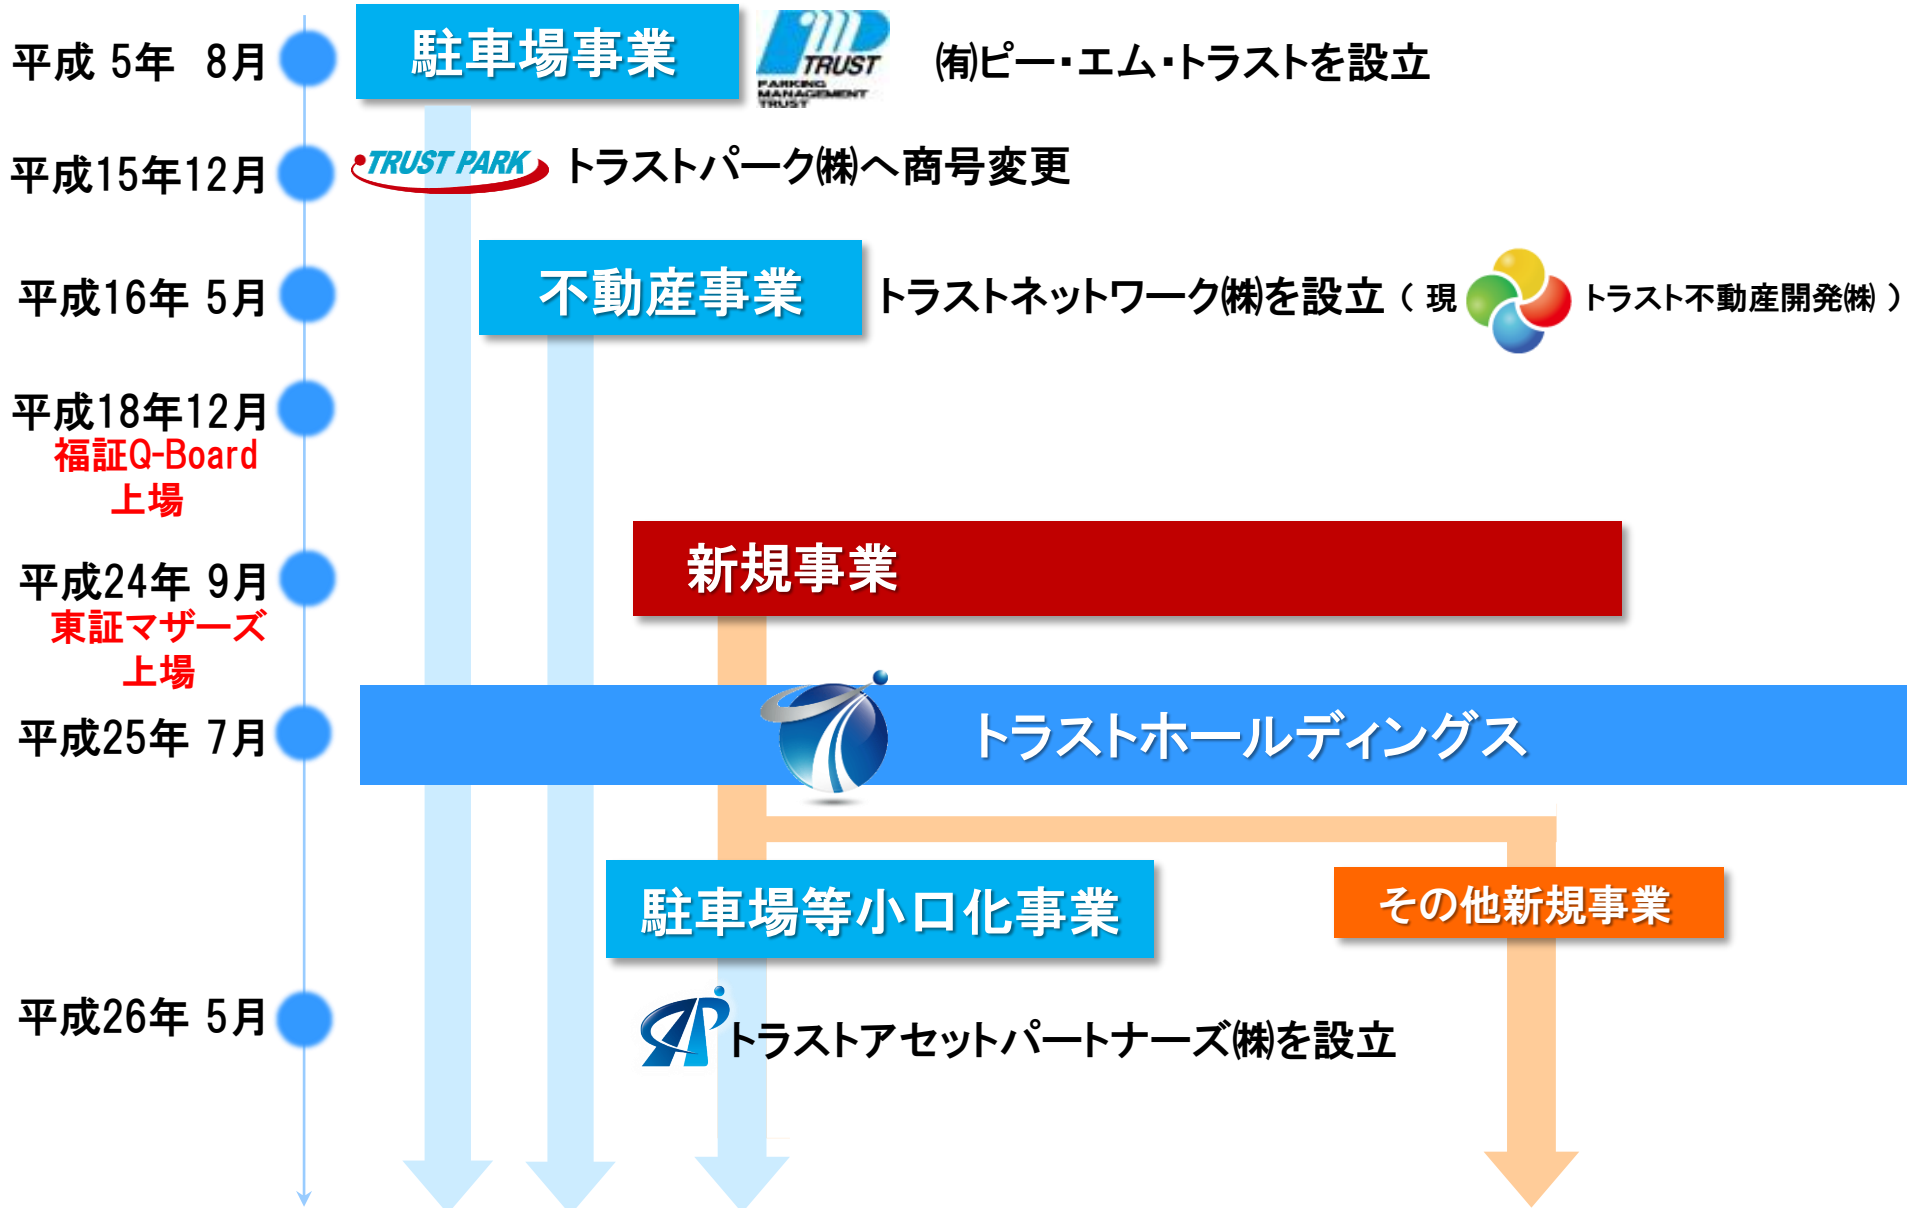 平成 5年 8月
駐車場事業
TRUST
PARKING
MANAGEMENT
TRUST
㈲ピー・エム・トラストを設立
平成15年12月
TRUST PARK
トラストパーク㈱へ商号変更
平成16年 5月
不動産事業
トラストネットワーク㈱を設立（ 現 トラスト不動産開発㈱ ）
平成18年12月
福証Q-Board
上場
新規事業
平成24年 9月
東証マザーズ
上場
平成25年 7月
トラストホールディングス
駐車場等小口化事業
その他新規事業
平成26年 5月
トラストアセットパートナーズ㈱を設立